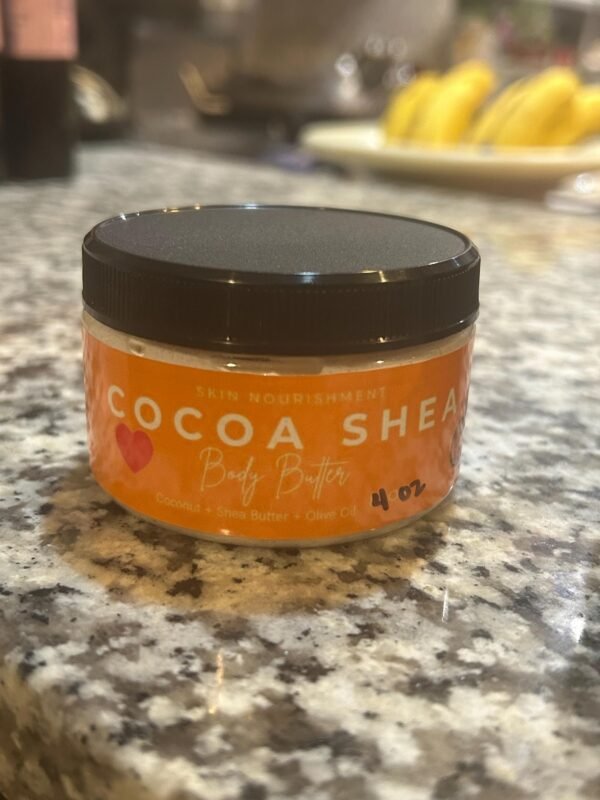 SKIN NOURISHMENT
COCOA SHEA
Body Butter
Coconut + Shea Butter + Olive Oil
4 oz